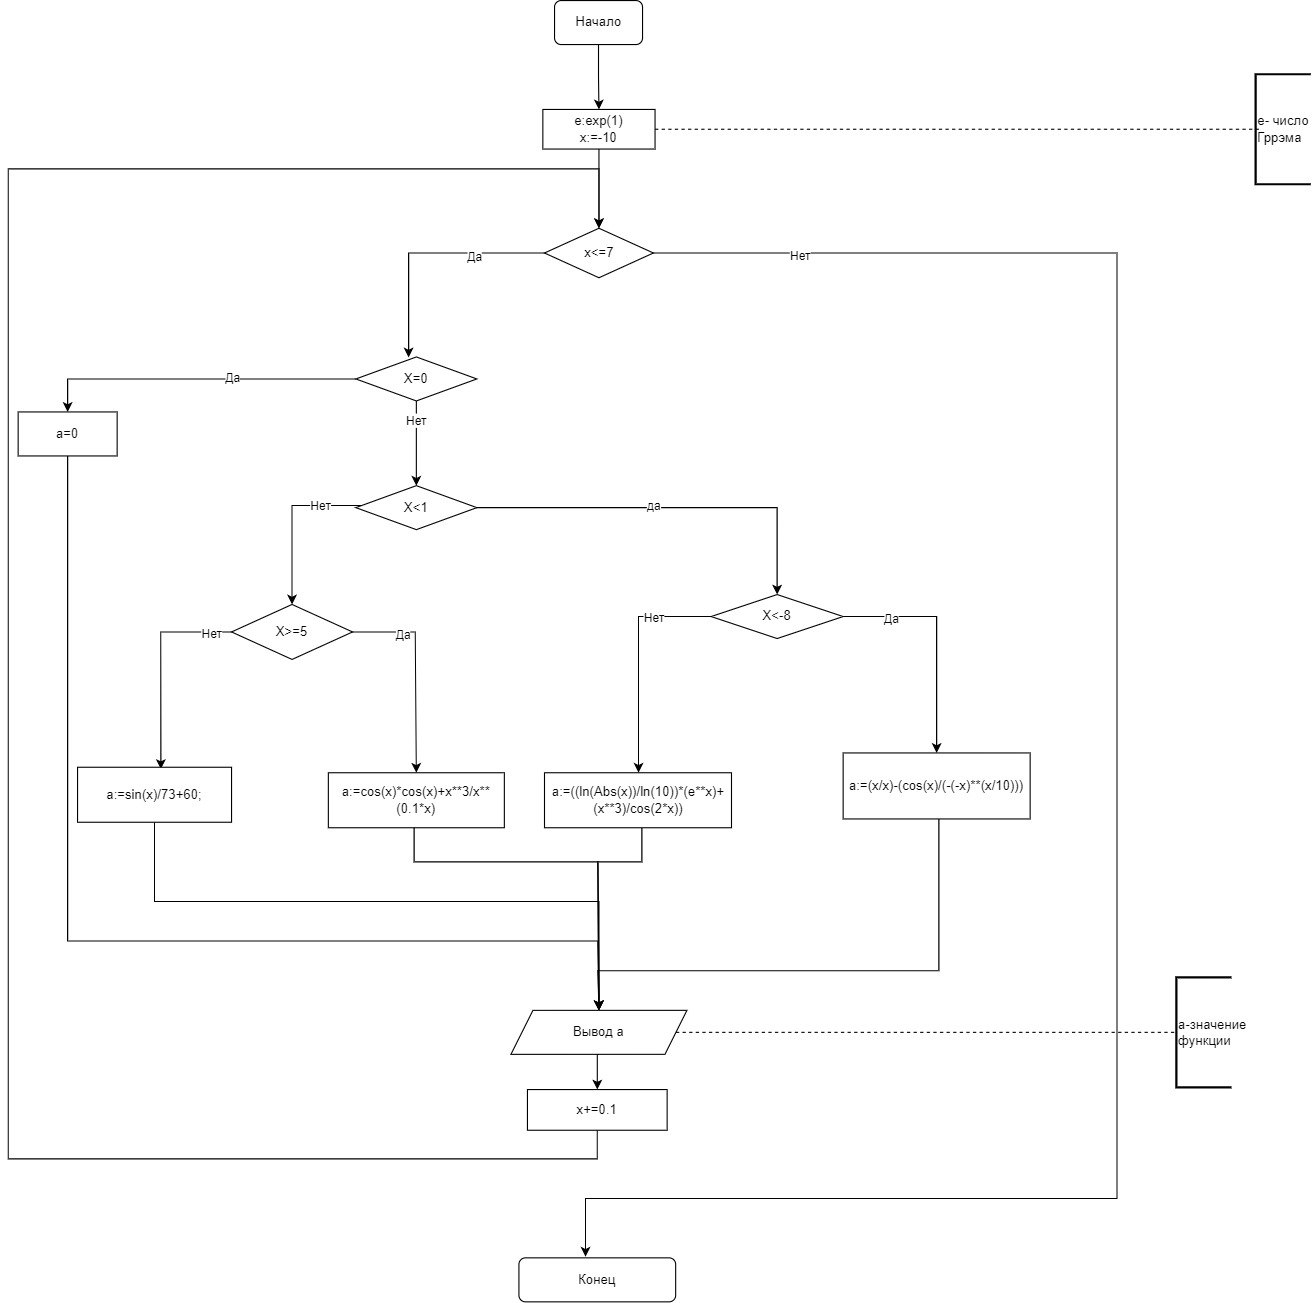 Начало
e:exp(1)
x:=-10
е- число
Гррэма
x<=7
Да
Нет
X=0
Да
Нет
a=0
X<1
Нет
да
X>=5
Нет
Да
X<-8
Нет
Да
a:=sin(x)/73+60;
a:=cos(x)*cos(x)+x**3/x**
(0.1*x)
a:=((ln(Abs(x))/ln(10))*(e**x)+
(x**3)/cos(2*x))
a:=(x/x)-(cos(x)/(-(-x)**(x/10)))
Вывод a
а-значение
функции
x+=0.1
Конец